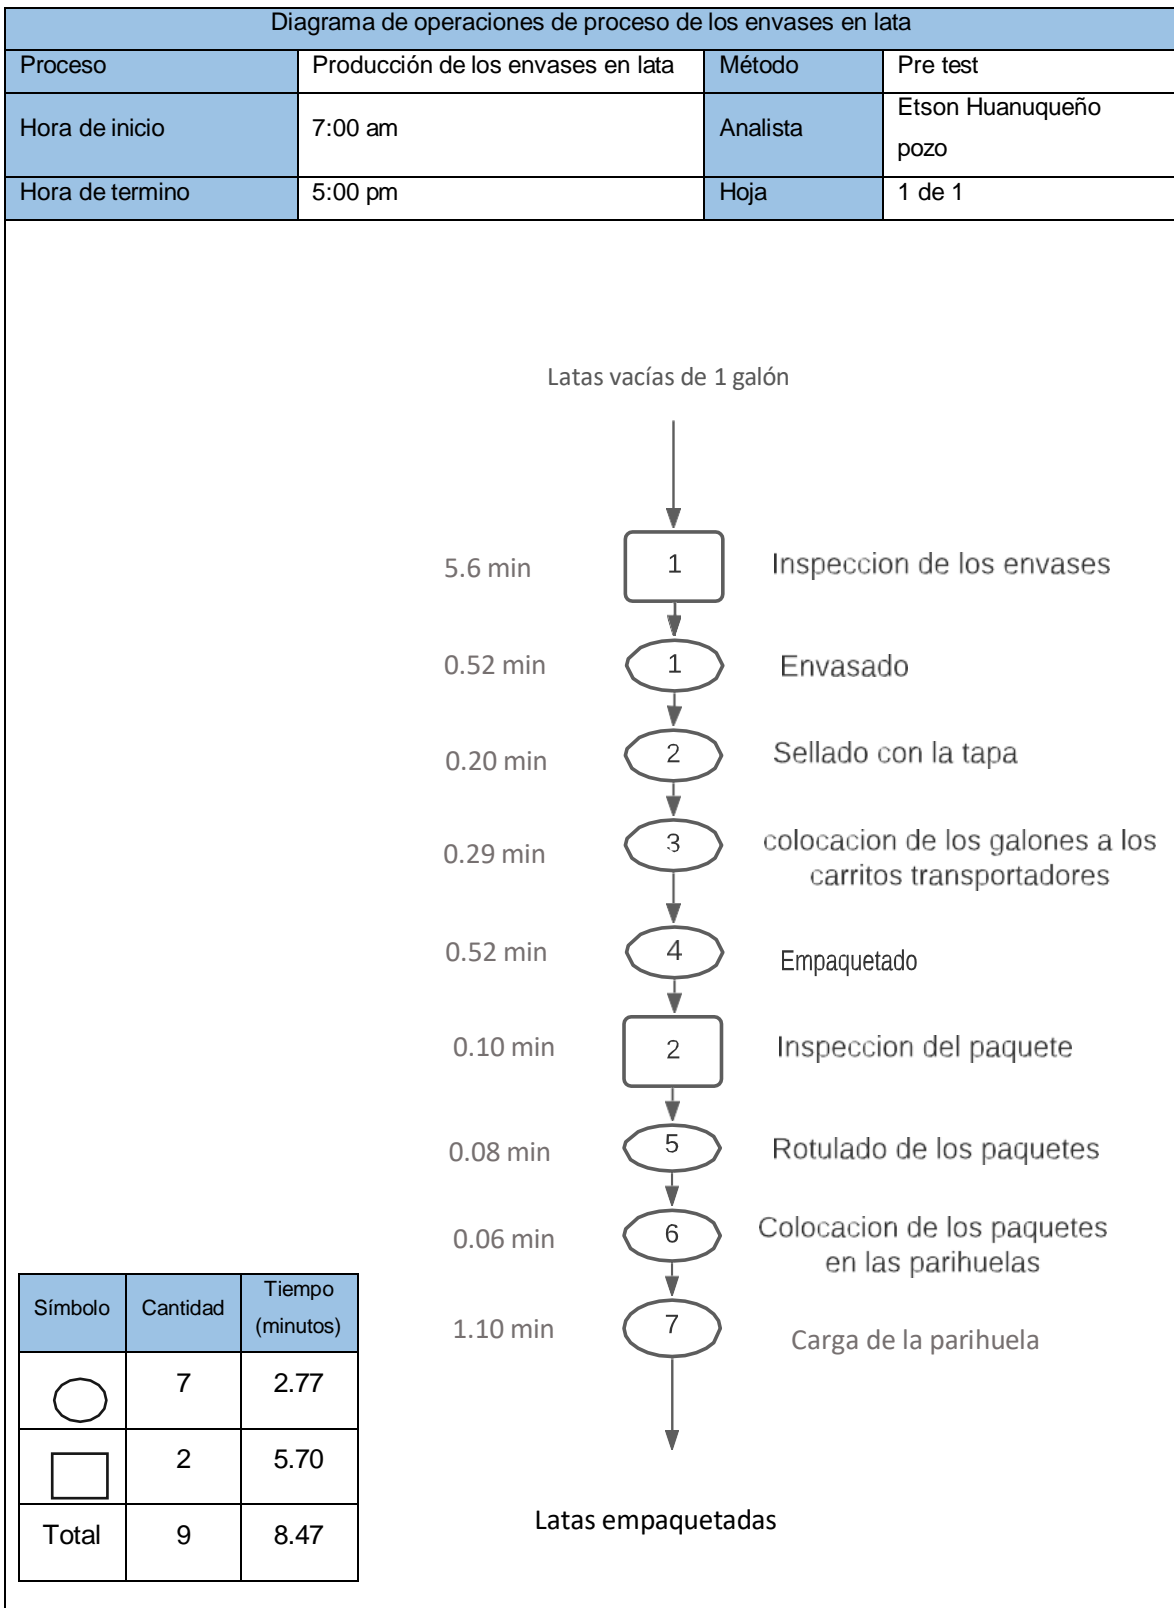 Diagrama de operaciones de proceso de los envases en lata
Proceso
Producción de los envases en lata
Método
Pre test
Hora de inicio
7:00 am
Analista
Etson Huanuqueño
pozo
Hora de termino
5:00 pm
Hoja
1 de 1
Latas vacías de 1 galón
5.6 min
1
Inspeccion de los envases
0.52 min
1
Envasado
0.20 min
2
Sellado con la tapa
0.29 min
3
colocacion de los galones a los
carritos transportadores
0.52 min
4
Empaquetado
0.10 min
2
Inspeccion del paquete
0.08 min
5
Rotulado de los paquetes
0.06 min
6
Colocacion de los paquetes
en las parihuelas
1.10 min
7
Carga de la parihuela
Latas empaquetadas
Símbolo
Cantidad
Tiempo
(minutos)
7
2.77
2
5.70
Total
9
8.47